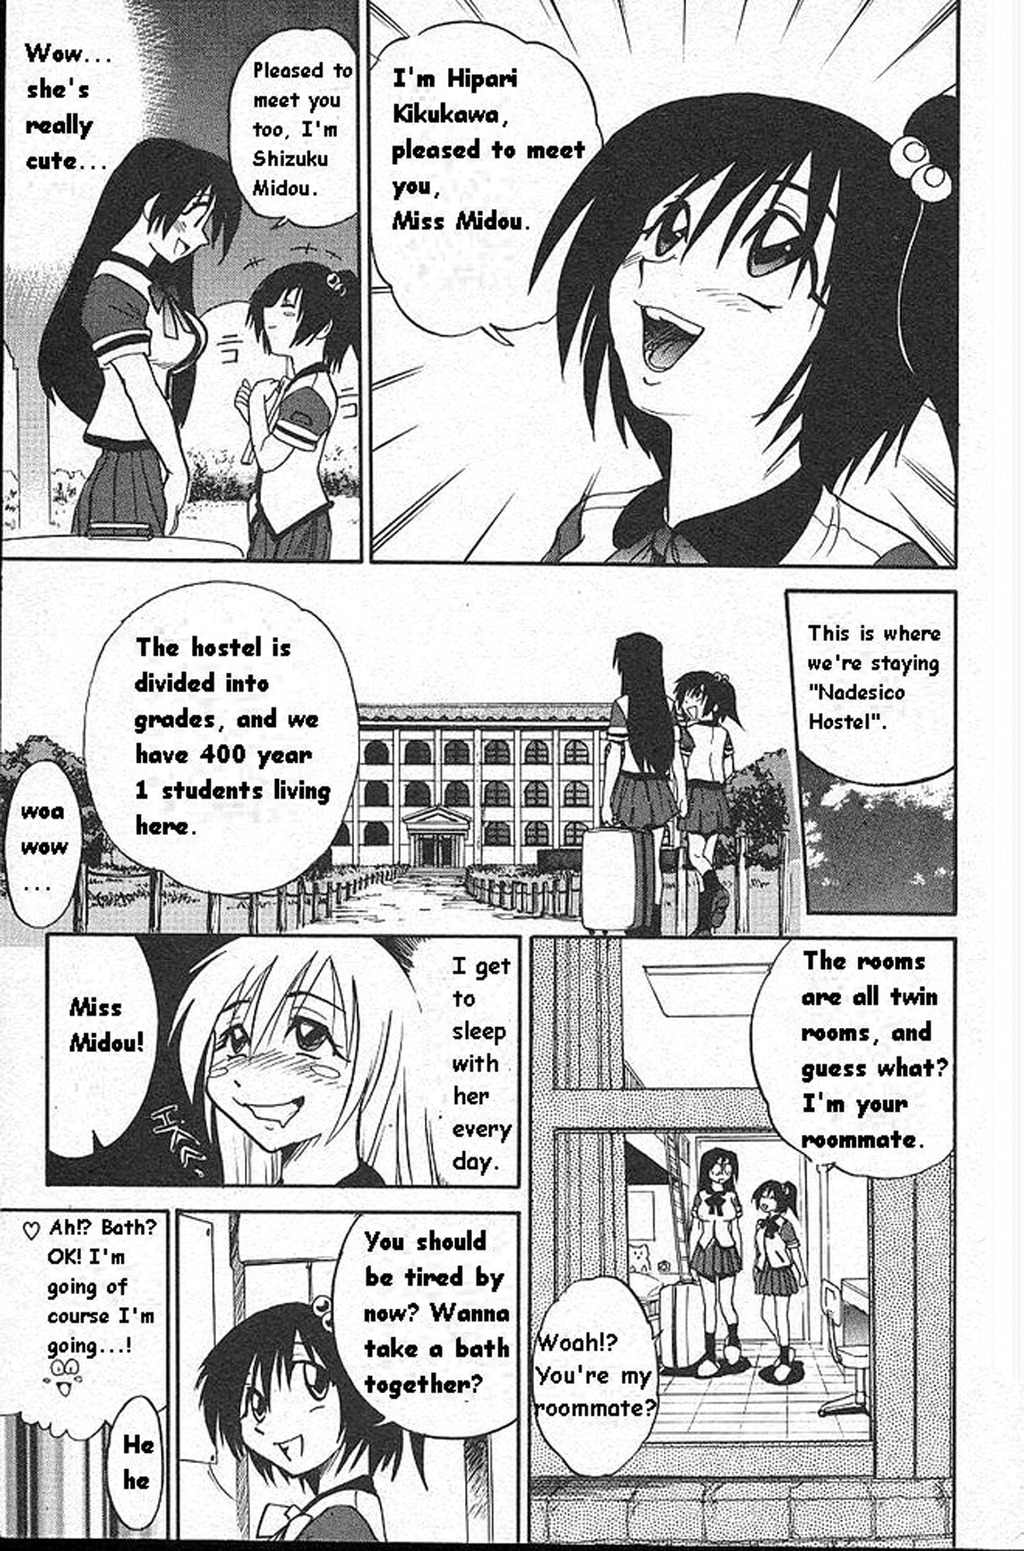 I'm Hipari
Kikukawa,
pleased to meet
you,
Miss Midou.
Pleased to
meet you
too, I'm
Shizuku
Midou.
Wow...
she's
really
cute...
This is where
we're staying
"Nadesico
Hostel".
The hostel is
divided into
grades, and we
have 400 year
1 students living
here.
woa
wow
...
The rooms
are all twin
rooms, and
guess what?
I'm your
roommate.
Woah!?
You're my
roommate?
I get
to
sleep
with
her
every
day.
Miss
Midou!
You should
be tired by
now? Wanna
take a bath
together?
♡ Ah!? Bath?
OK! I'm
going of
course I'm
going...!
He
he